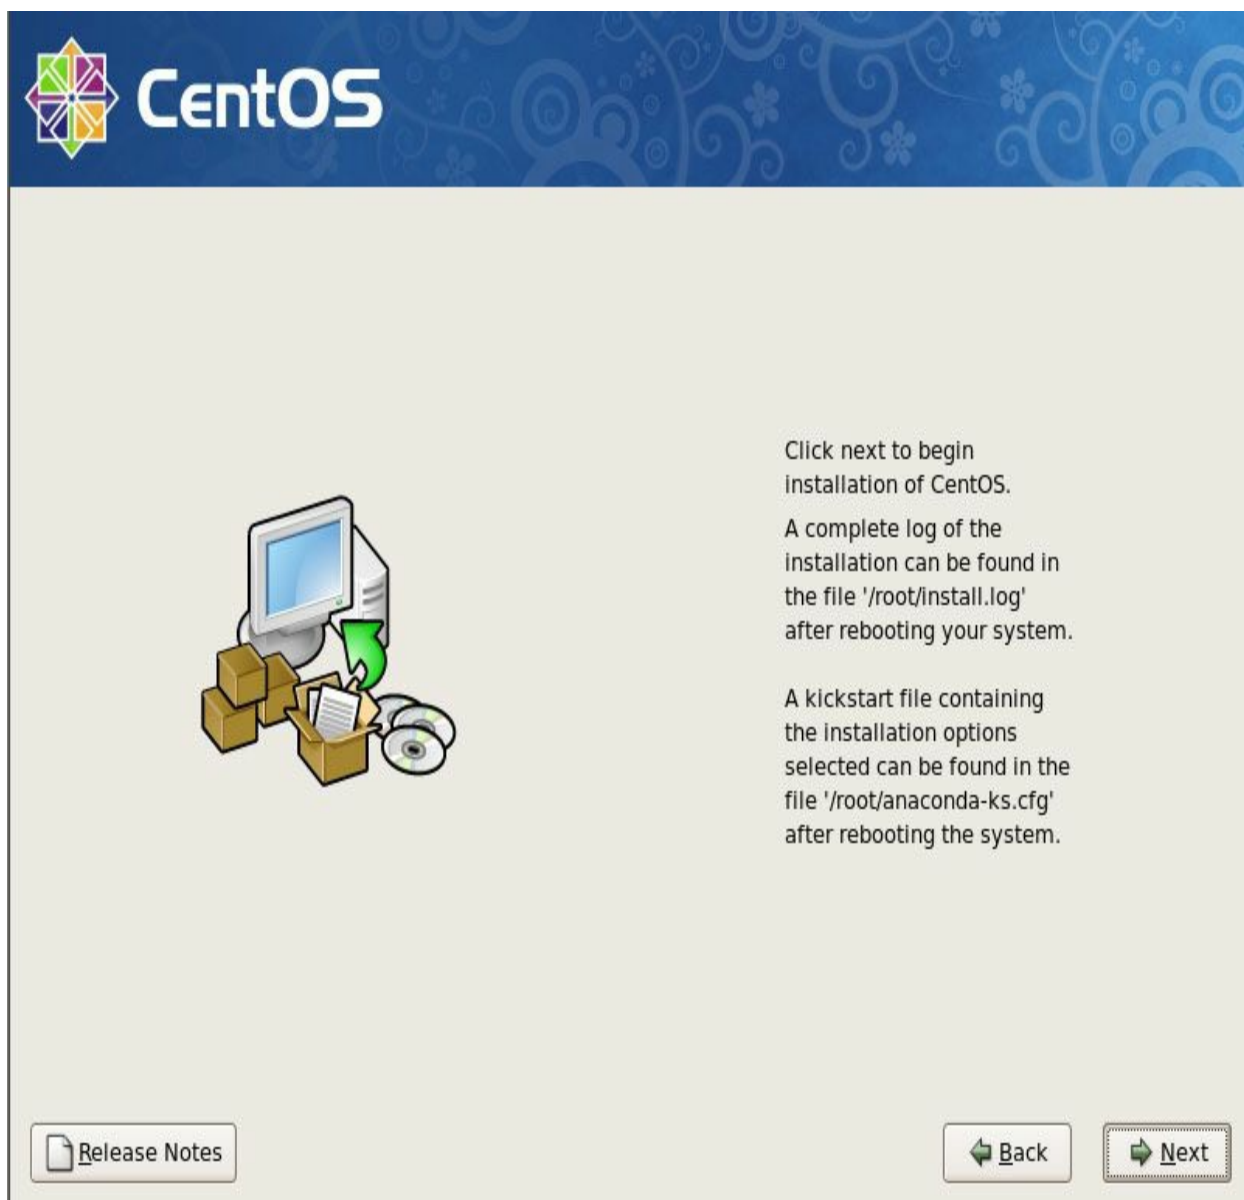 CentOS
Click next to begin
installation of CentOS.
A complete log of the
installation can be found in
the file '/root/install.log'
after rebooting your system.
A kickstart file containing
the installation options
selected can be found in the
file '/root/anaconda-ks.cfg'
after rebooting the system.
Release Notes
Back
Next